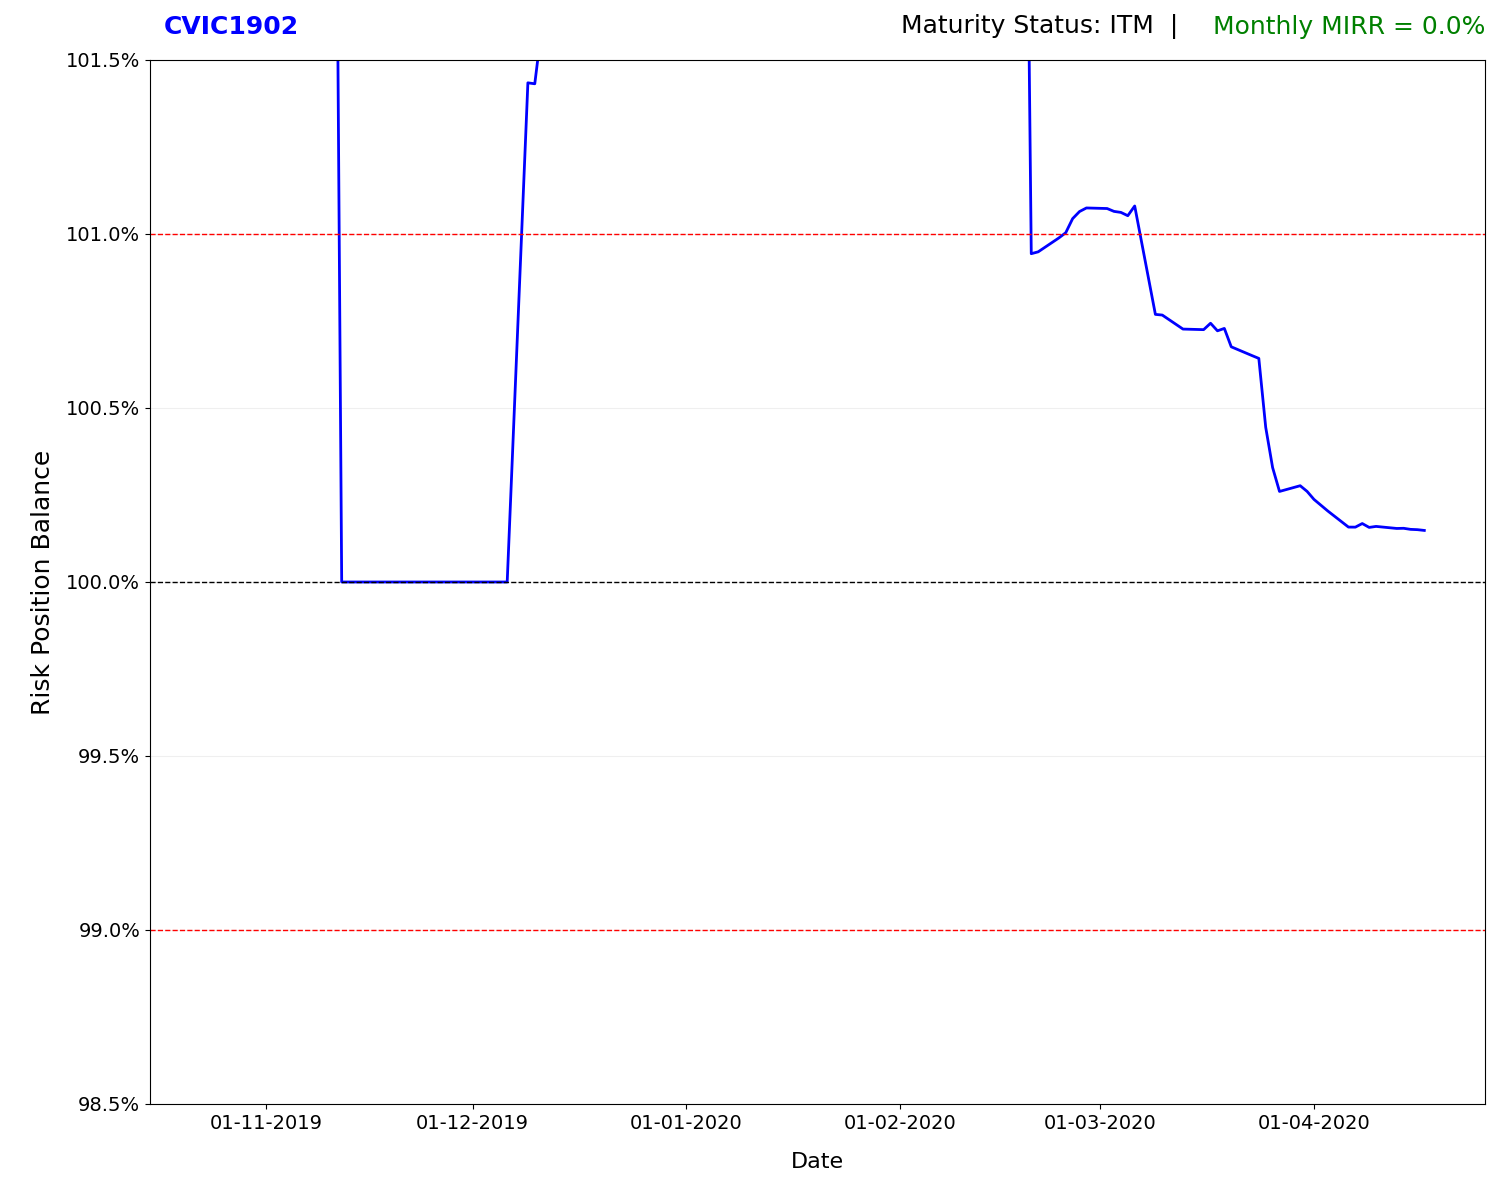 CVIC1902
Maturity Status: ITM | Monthly MIRR = 0.0%
101.5%
101.0%
100.5%
100.0%
99.5%
99.0%
98.5%
Risk Position Balance
01-11-2019 01-12-2019 01-01-2020 01-02-2020 01-03-2020 01-04-2020
Date